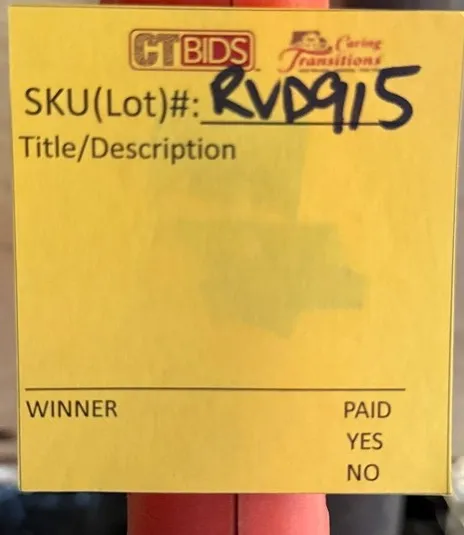 CTBIDS Caring
Transitions
SKU(Lot)#: RVD915
Title/Description
WINNER PAID
YES
NO